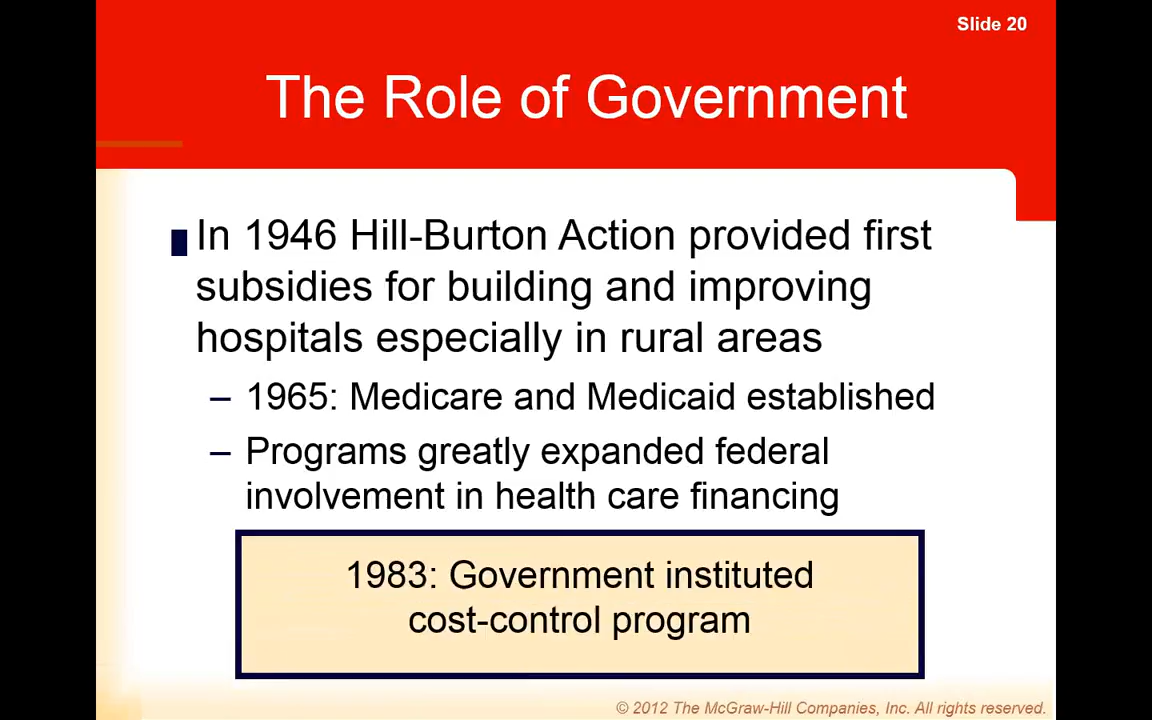 Slide 20
The Role of Government
In 1946 Hill-Burton Action provided first
subsidies for building and improving
hospitals especially in rural areas
– 1965: Medicare and Medicaid established
– Programs greatly expanded federal
involvement in health care financing
1983: Government instituted
cost-control program
© 2012 The McGraw-Hill Companies, Inc. All rights reserved.